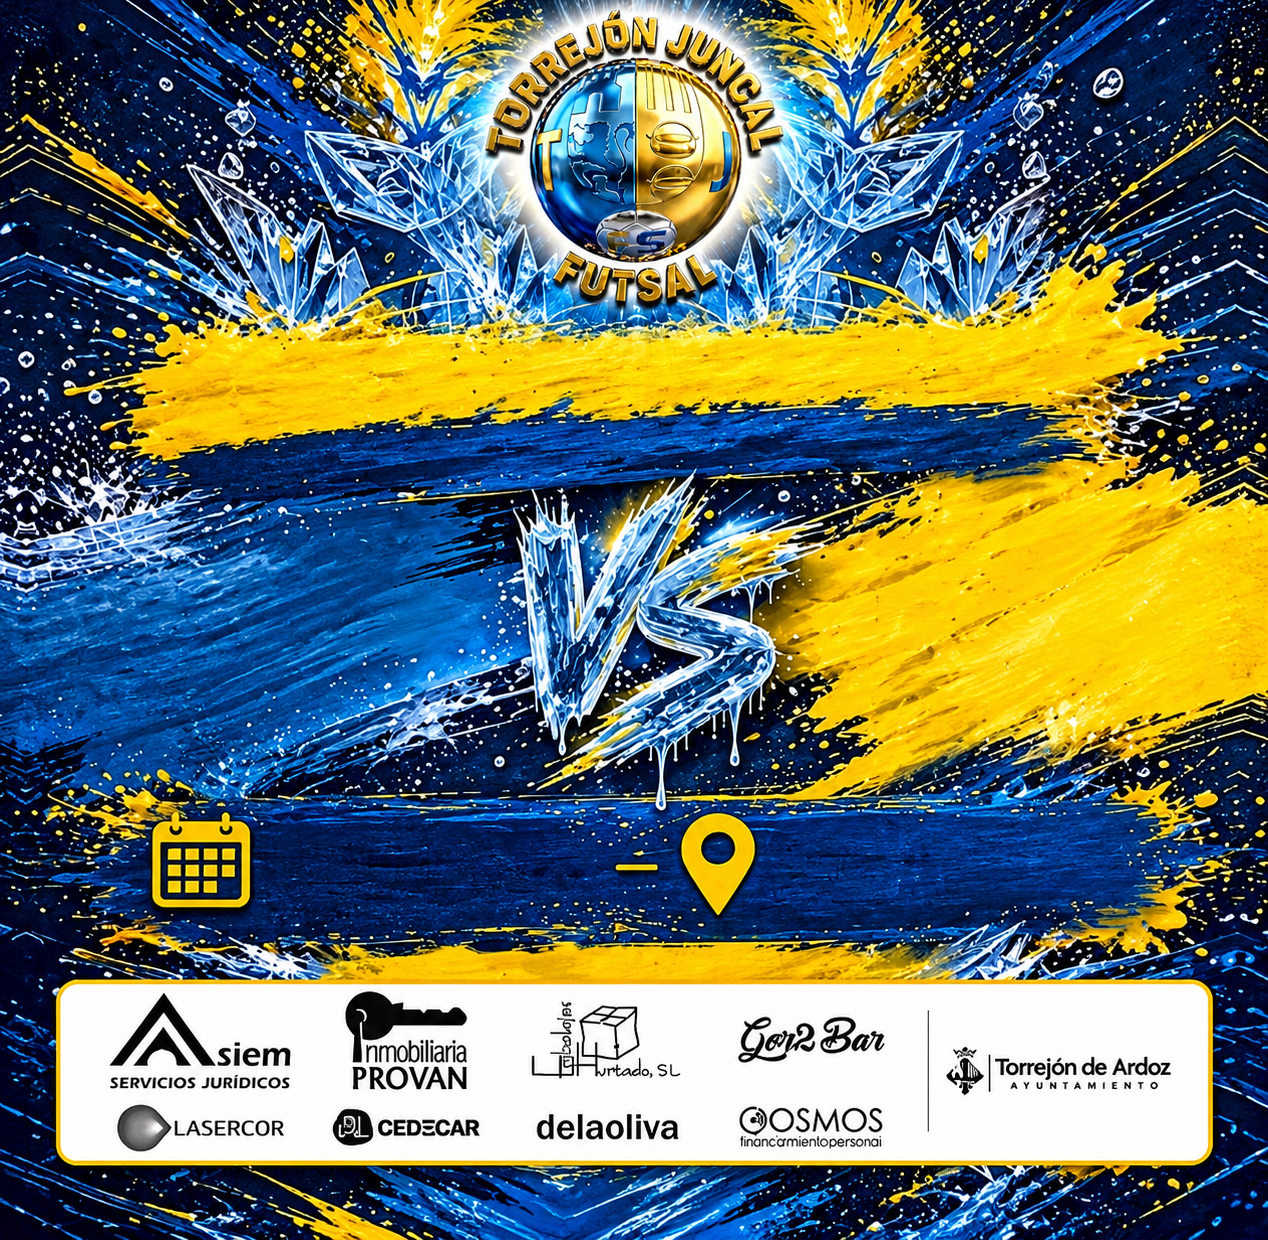 TORREJÓN JUNCAL
T J
FUTSAL
VS
Asiem
SERVICIOS JURÍDICOS
Inmobiliaria
PROVAN
Hurtado, SL
Gor2 Bar
Torrejón de Ardoz
AYUNTAMIENTO
LASERCOR
CEDECAR
delaoliva
COSMOS
financiamientopersonal